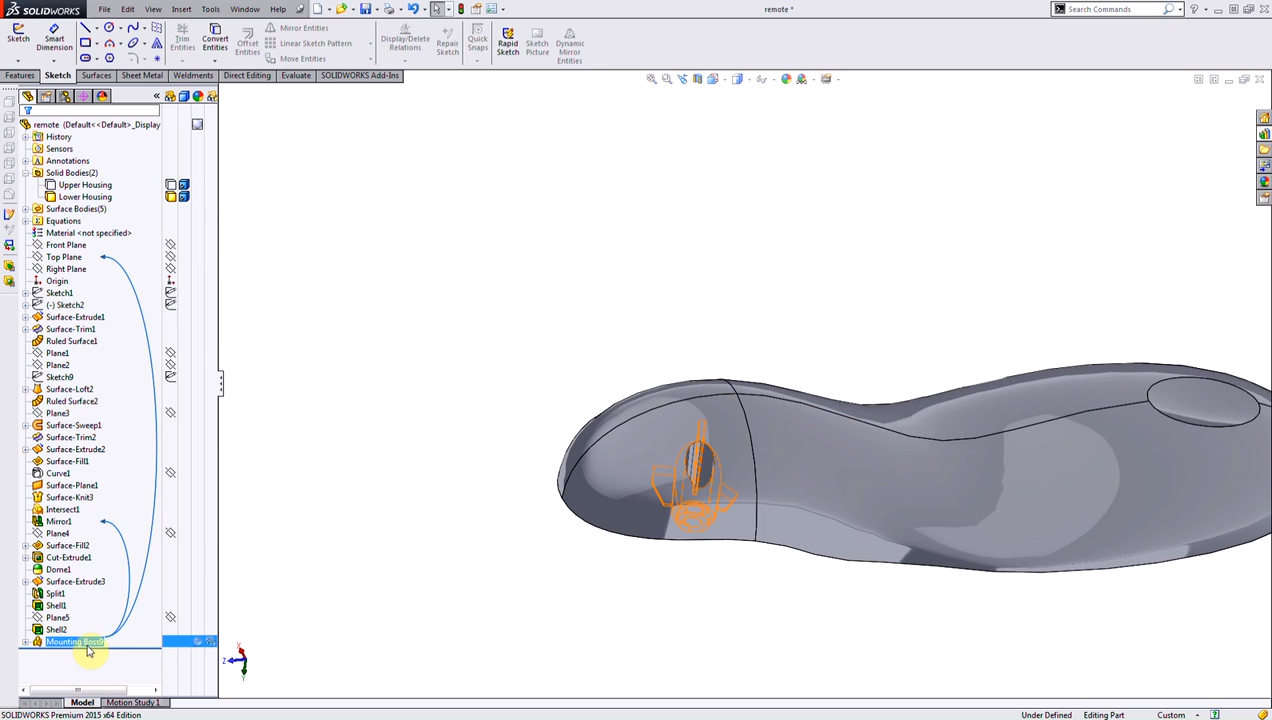 SOLIDWORKS
File Edit View Insert Tools Window Help
remote *
Search Commands
Sketch
Smart Dimension
Trim Entities
Convert Entities
Offset Entities
Mirror Entities
Linear Sketch Pattern
Move Entities
Display/Delete Relations
Repair Sketch
Quick Snaps
Rapid Sketch
Sketch Picture
Dynamic Mirror Entities
Features Sketch Surfaces Sheet Metal Weldments Direct Editing Evaluate SOLIDWORKS Add-Ins
remote (Default<<Default>_Display
History
Sensors
Annotations
Solid Bodies(2)
Upper Housing
Lower Housing
Surface Bodies(5)
Equations
Material <not specified>
Front Plane
Top Plane
Right Plane
Origin
Sketch1
(-) Sketch2
Surface-Extrude1
Surface-Trim1
Ruled Surface1
Plane1
Plane2
Sketch9
Surface-Loft2
Ruled Surface2
Plane3
Surface-Sweep1
Surface-Trim2
Surface-Extrude2
Surface-Fill1
Curve1
Surface-Plane1
Surface-Knit3
Intersect1
Mirror1
Plane4
Surface-Fill2
Cut-Extrude1
Dome1
Surface-Extrude3
Split1
Shell1
Plane5
Shell2
Mounting Boss9
Z X Y
Model Motion Study 1
SOLIDWORKS Premium 2015 x64 Edition
Under Defined Editing Part Custom